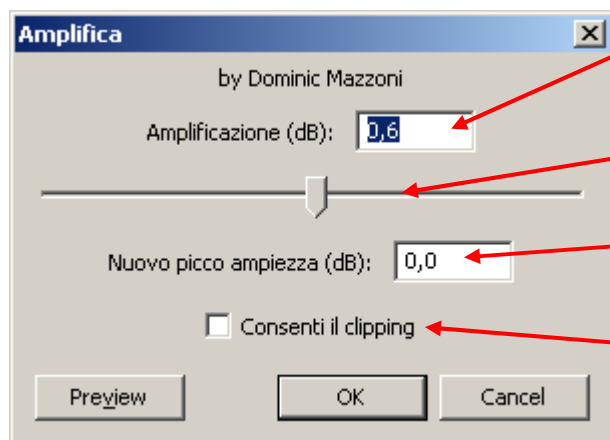 Amplifica
by Dominic Mazzoni
Amplificazione (dB): 0,6
Nuovo picco ampiezza (dB): 0,0
Consenti il clipping
Preview OK Cancel